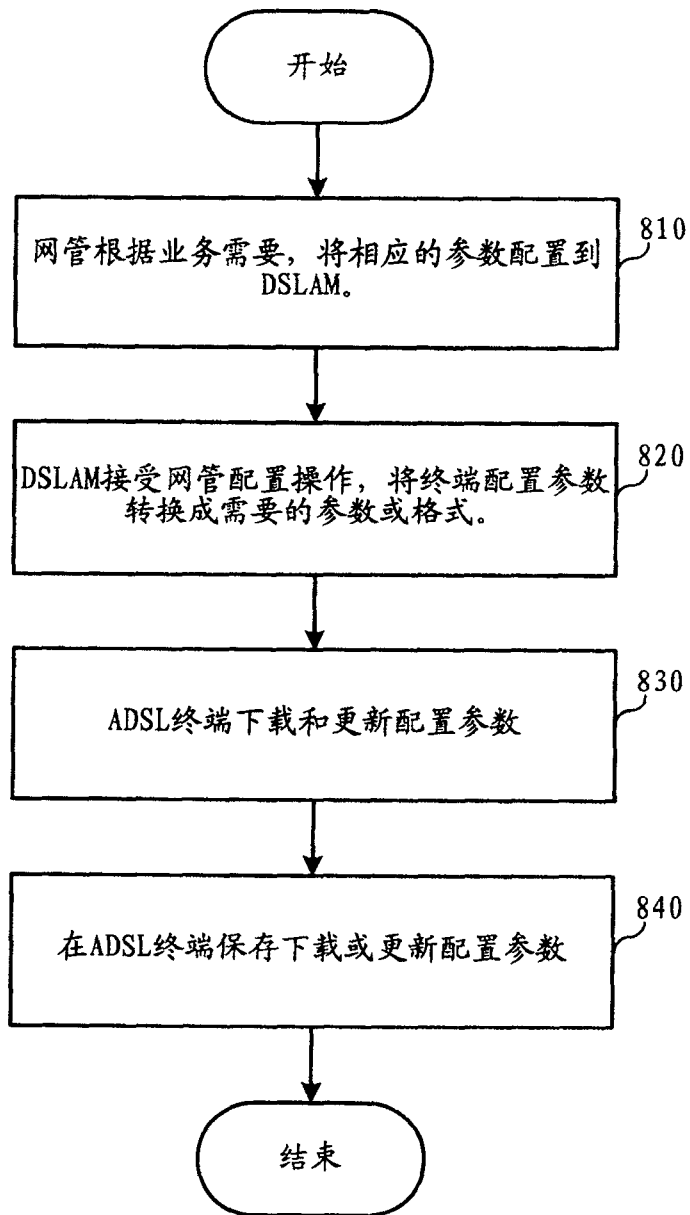 开始
网管根据业务需要，将相应的参数配置到
DSLAM。
810
DSLAM接受网管配置操作，将终端配置参数
转换成需要的参数或格式。
820
ADSL终端下载和更新配置参数
830
在ADSL终端保存下载或更新配置参数
840
结束